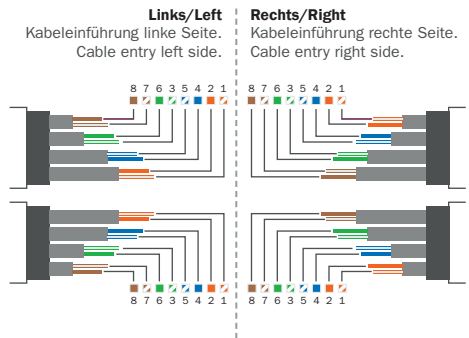 Links/Left
Kabeleinführung linke Seite.
Cable entry left side.
Rechts/Right
Kabeleinführung rechte Seite.
Cable entry right side.
8 7 6 3 5 4 2 1
8 7 6 3 5 4 2 1
8 7 6 3 5 4 2 1
8 7 6 3 5 4 2 1